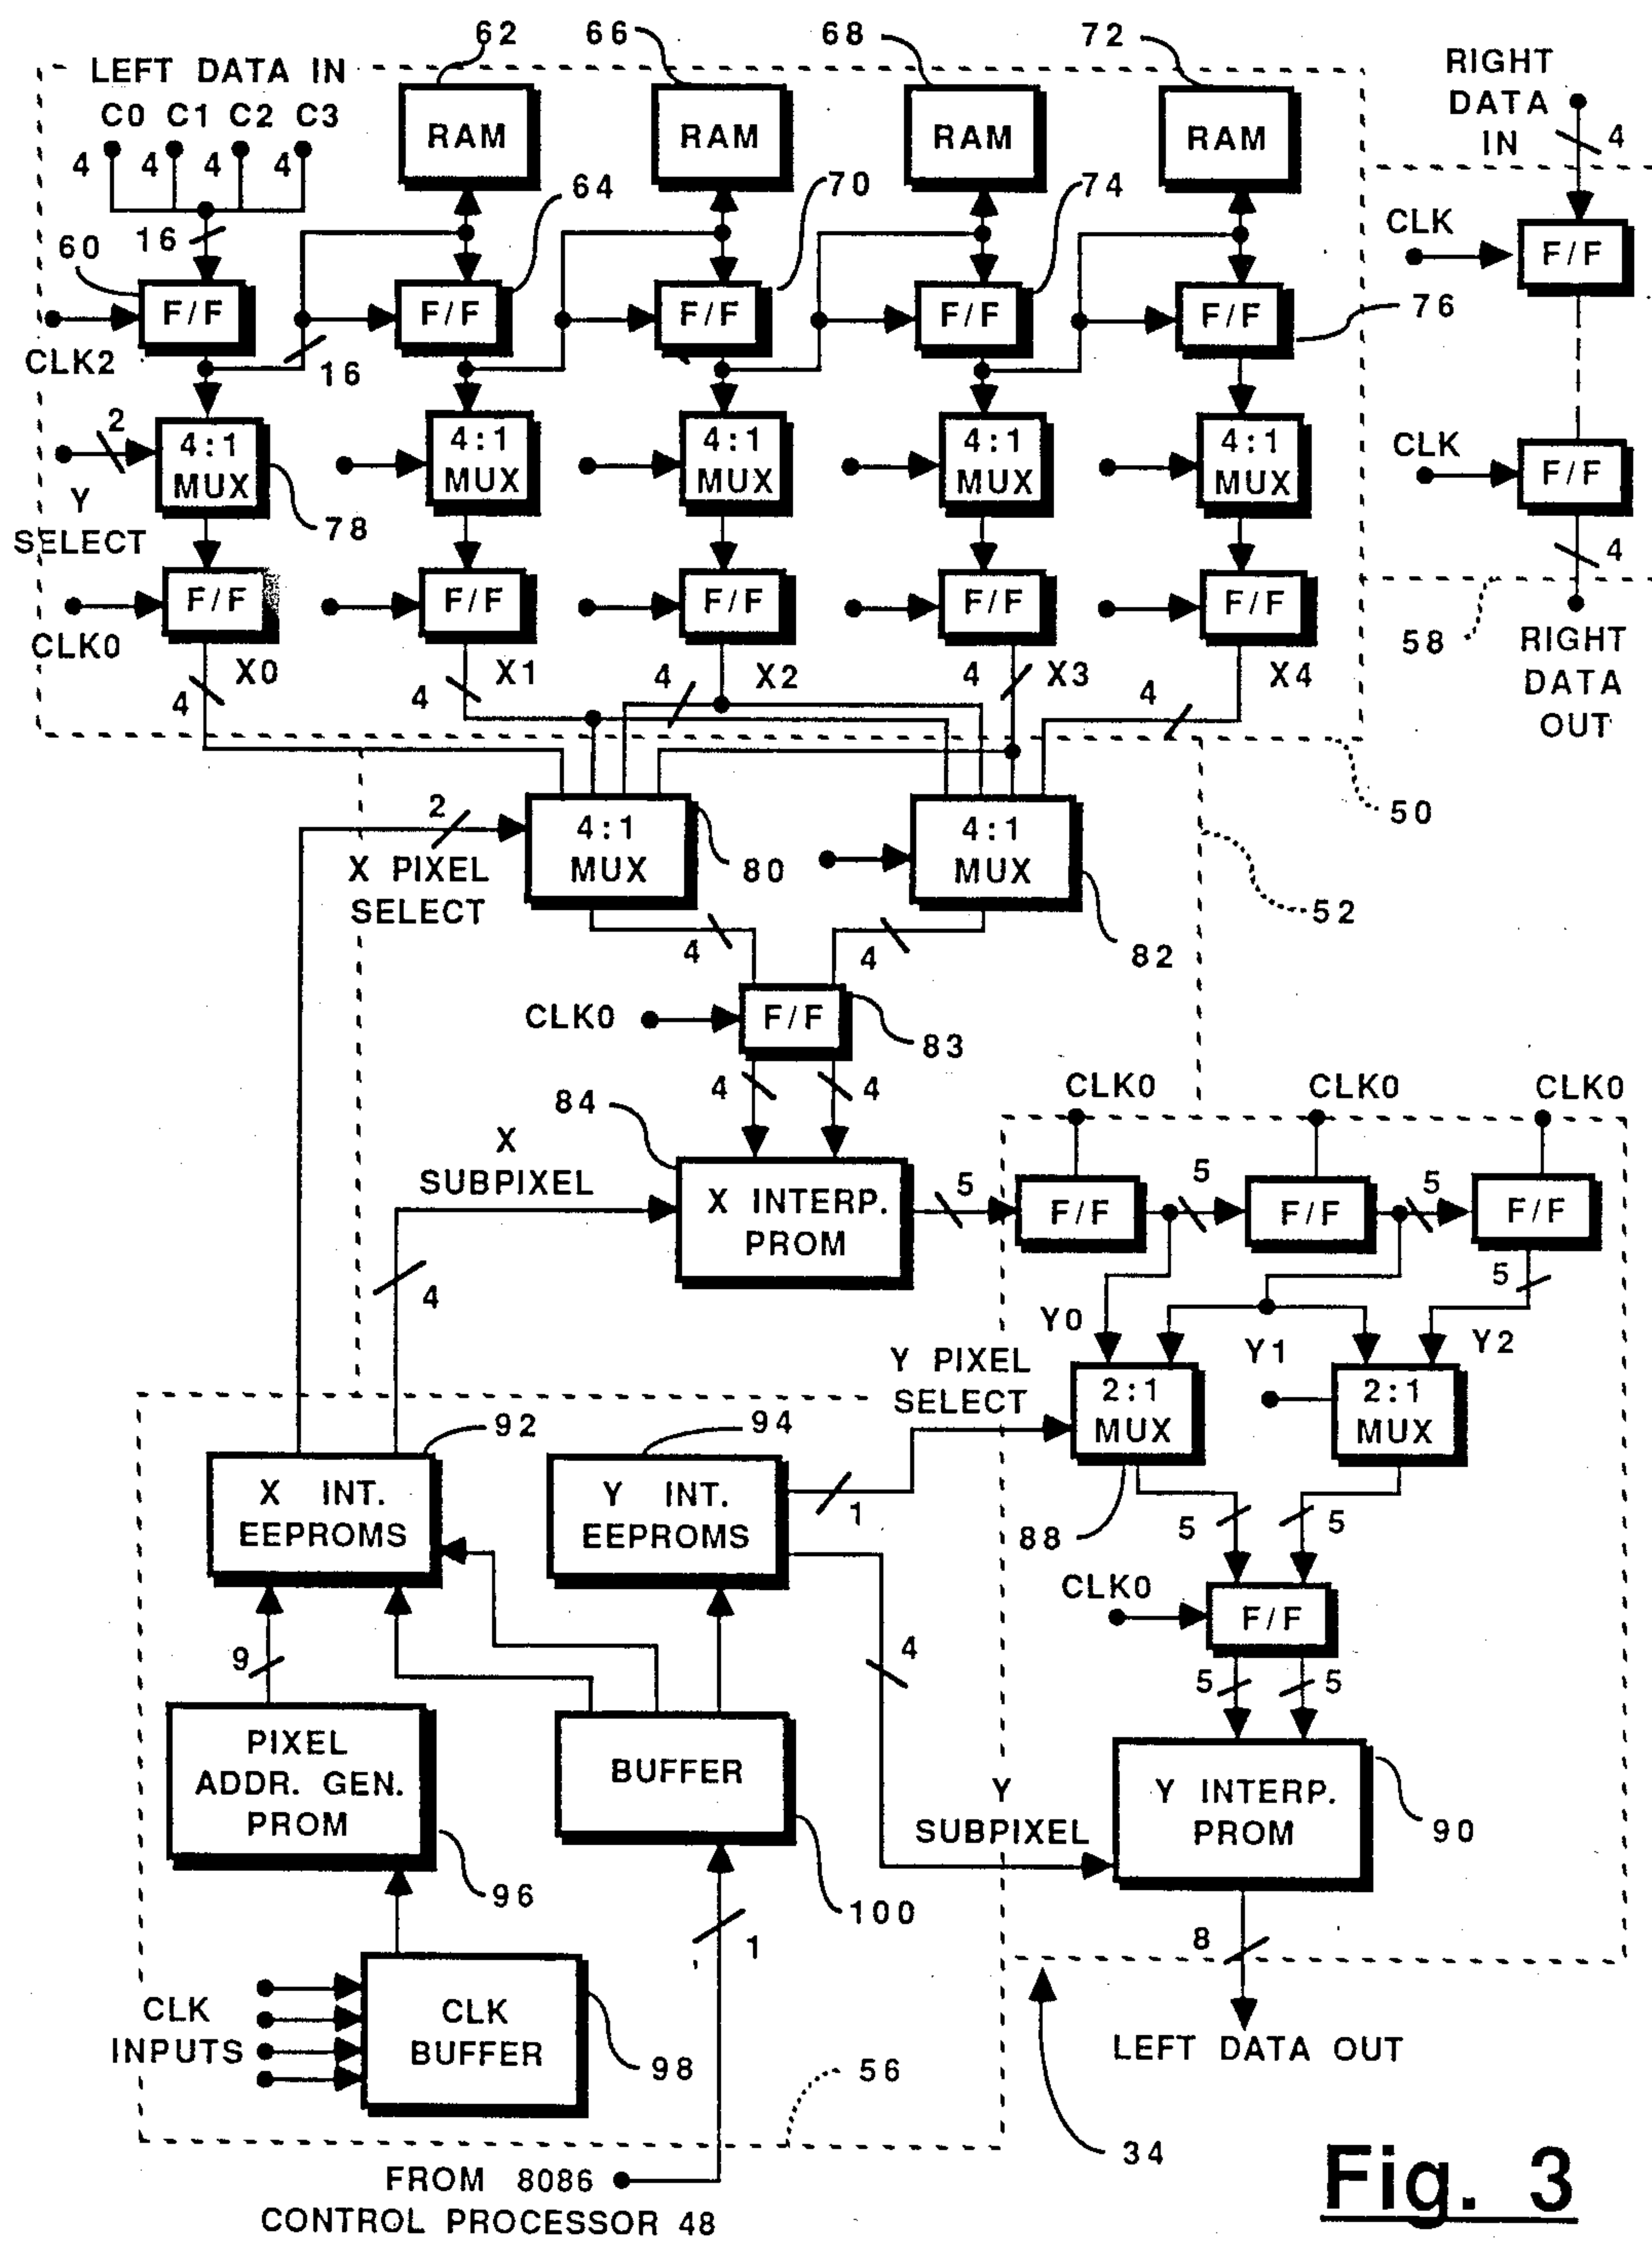 62 66 68 72
LEFT DATA IN
RIGHT DATA IN
C0 C1 C2 C3
4 4 4 4
4
RAM RAM RAM RAM
64 70 74
CLK
F/F
60
16
F/F F/F F/F F/F F/F
76
CLK2
16
2
4:1 MUX
4:1 MUX
4:1 MUX
4:1 MUX
4:1 MUX
CLK
F/F
Y SELECT
78
4
F/F F/F F/F F/F F/F
CLK0
58
RIGHT DATA OUT
4 X0
4 X1
4 X2
4 X3
4 X4
50
2
X PIXEL SELECT
4:1 MUX
80
4:1 MUX
82
52
4 4
CLK0
F/F
83
4 4
84
CLK0 CLK0 CLK0
X SUBPIXEL
4
X INTERP. PROM
5
F/F
5
F/F
5
F/F
5
Y0 Y1 Y2
Y PIXEL SELECT
2:1 MUX
2:1 MUX
88
5 5
CLK0
F/F
5 5
92 94
X INT. EEPROMS
Y INT. EEPROMS
1
4
9
PIXEL ADDR. GEN. PROM
96
BUFFER
100
Y SUBPIXEL
Y INTERP. PROM
90
8
1
CLK INPUTS
CLK BUFFER
98
LEFT DATA OUT
56
34
FROM 8086
CONTROL PROCESSOR 48
Fig. 3